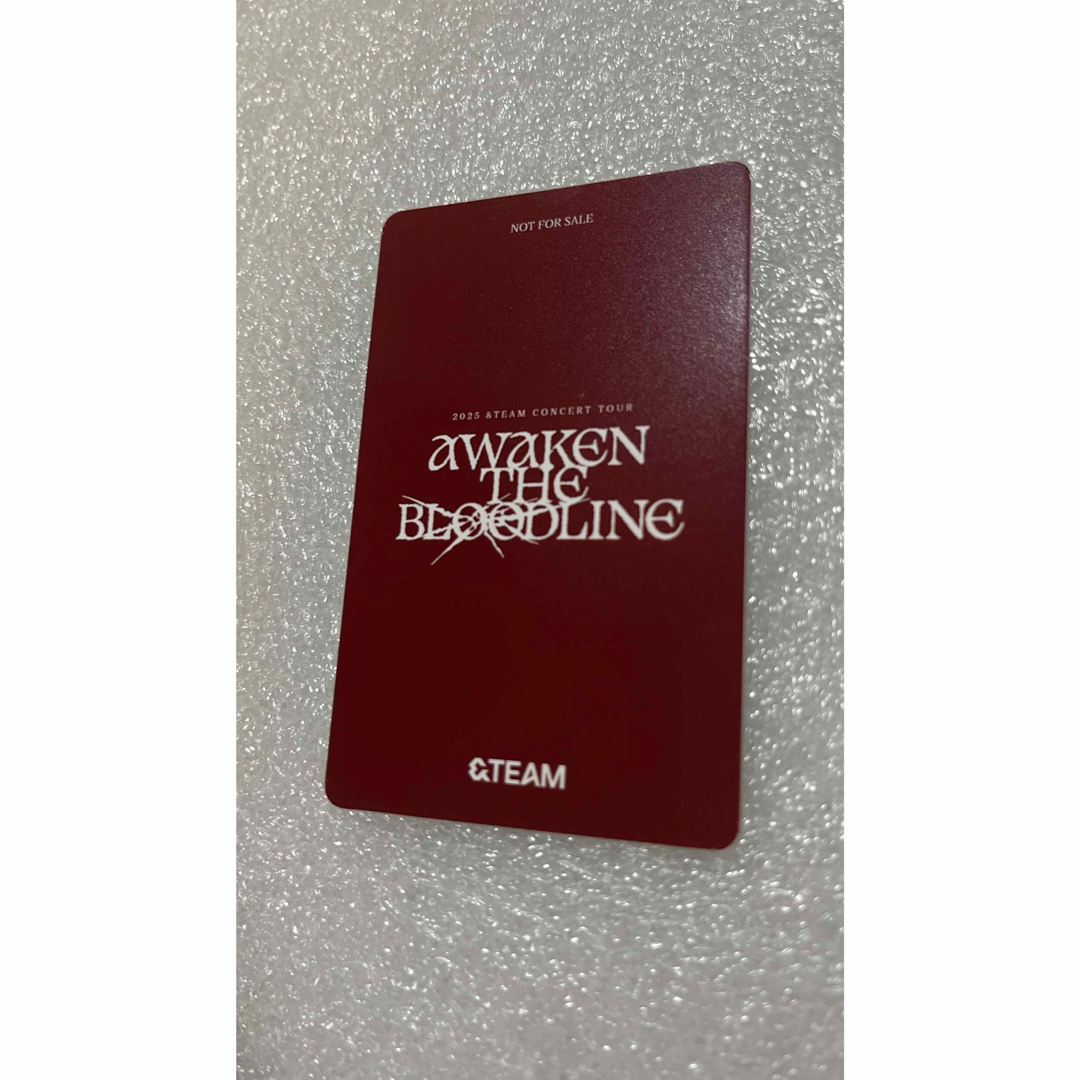 NOT FOR SALE
2025 &TEAM CONCERT TOUR
AWAKEN
THE
BLOODLINE
&TEAM